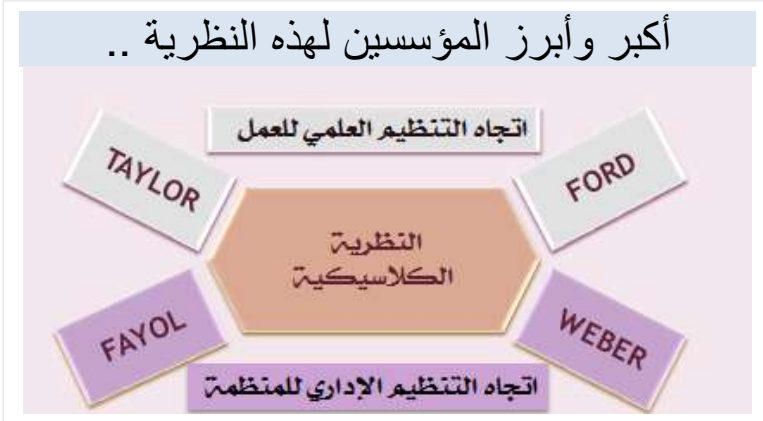 أكبر وأبرز المؤسسين لهذه النظرية ..
اتجاه التنظيم العلمي للعمل
TAYLOR
FORD
النظرية
الكلاسيكية
FAYOL
WEBER
اتجاه التنظيم الإداري للمنظمة